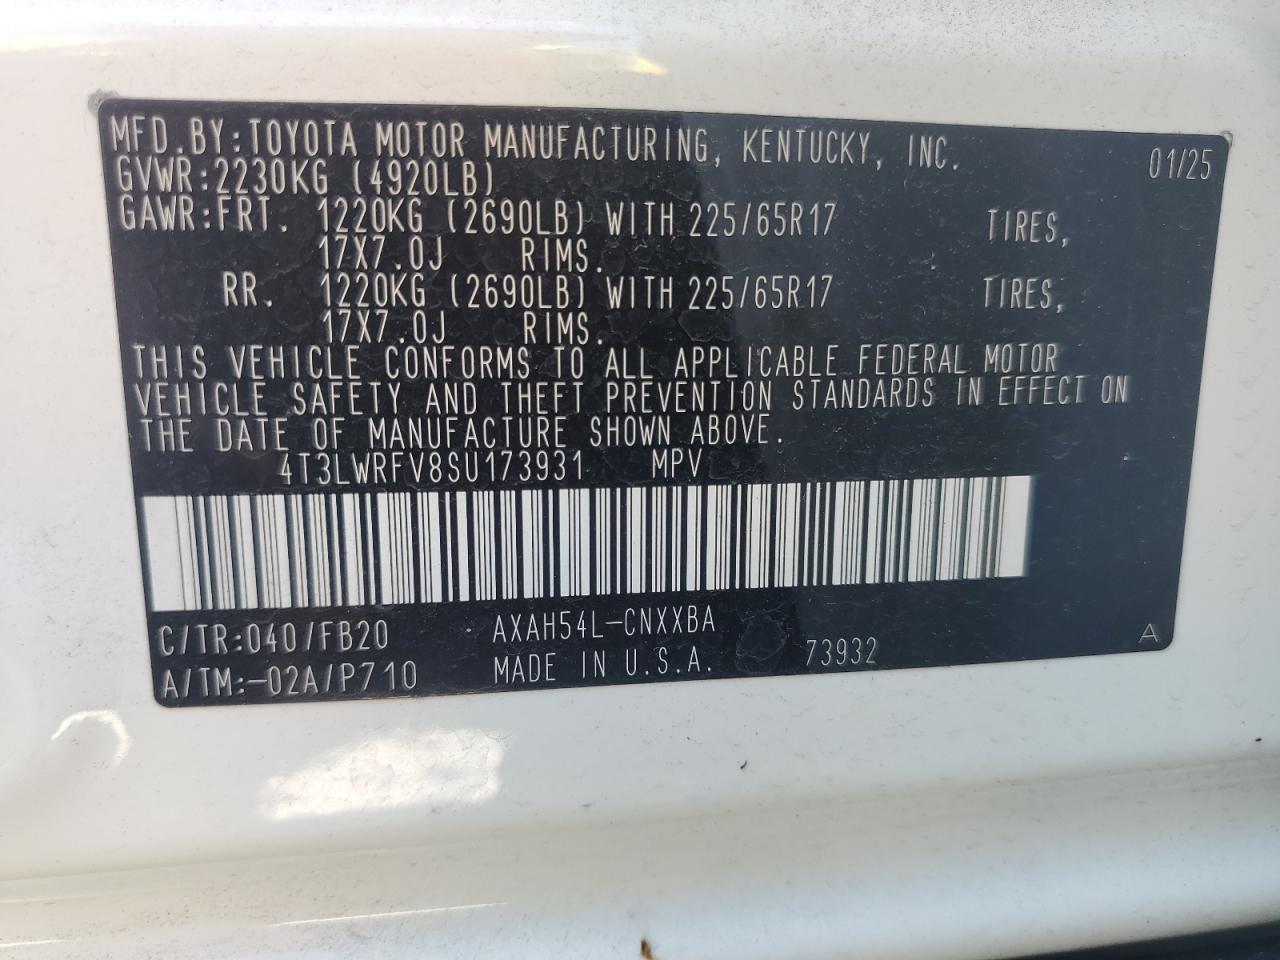 MFD.BY:TOYOTA MOTOR MANUFACTURING, KENTUCKY, INC. 01/25
GVWR:2230KG (4920LB)
GAWR:FRT. 1220KG (2690LB) WITH 225/65R17 TIRES,
17X7.0J RIMS.
RR. 1220KG (2690LB) WITH 225/65R17 TIRES,
17X7.0J RIMS.
THIS VEHICLE CONFORMS TO ALL APPLICABLE FEDERAL MOTOR
VEHICLE SAFETY AND THEFT PREVENTION STANDARDS IN EFFECT ON
THE DATE OF MANUFACTURE SHOWN ABOVE.
4T3LWRFV8SU173931 MPV
C/TR:040/FB20 AXAH54L-CNXXBA
A/TM:-02A/P710 MADE IN U.S.A. 73932 A